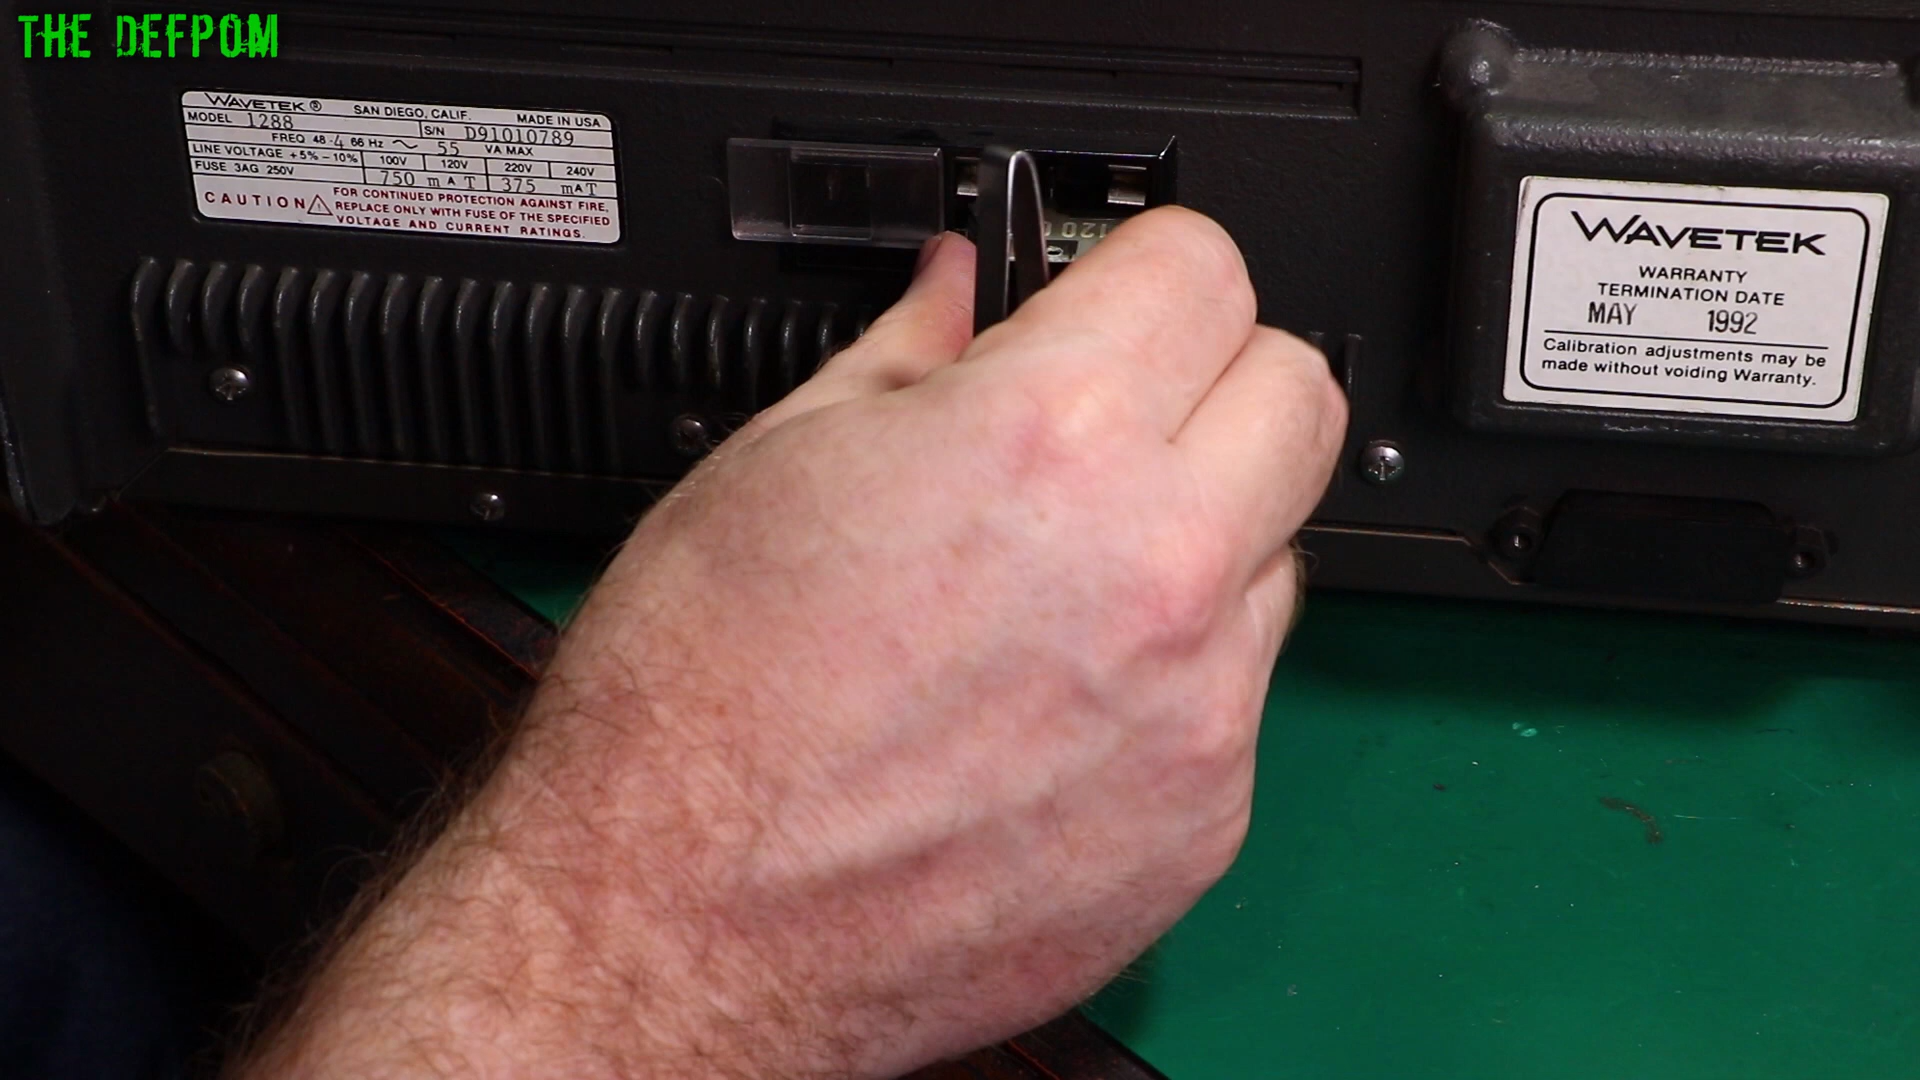 THE DEFPOM
WAVETEK® SAN DIEGO, CALIF. MADE IN USA
MODEL 1288 S/N D91010789
FREQ 48-4 66 Hz ~ 55 VA MAX
LINE VOLTAGE +5% -10% 100V 120V 220V 240V
FUSE 3AG 250V 750 mA T 375 mA T
CAUTION
FOR CONTINUED PROTECTION AGAINST FIRE,
REPLACE ONLY WITH FUSE OF THE SPECIFIED
VOLTAGE AND CURRENT RATINGS.
120
WAVETEK
WARRANTY
TERMINATION DATE
MAY 1992
Calibration adjustments may be
made without voiding Warranty.